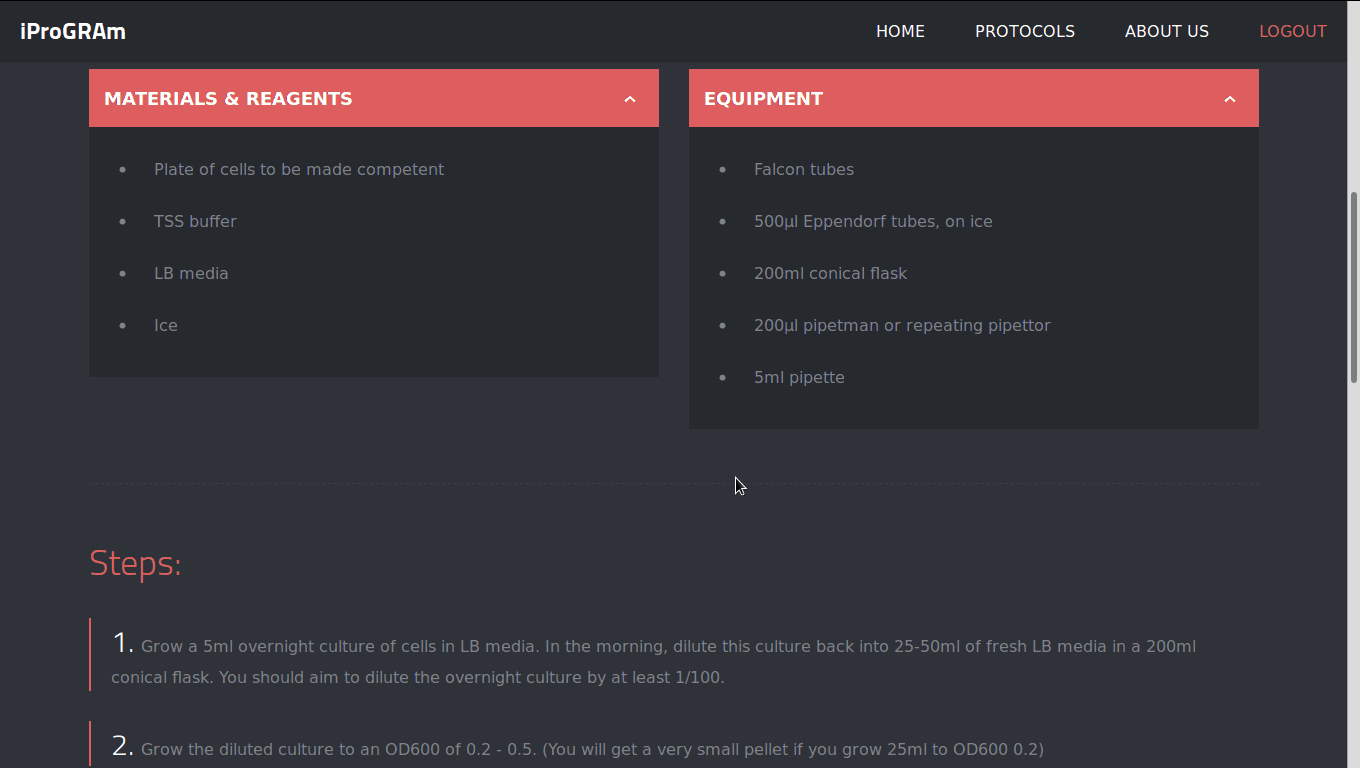 iProGRAm
HOME PROTOCOLS ABOUT US LOGOUT
MATERIALS & REAGENTS
• Plate of cells to be made competent
• TSS buffer
• LB media
• Ice
EQUIPMENT
• Falcon tubes
• 500µl Eppendorf tubes, on ice
• 200ml conical flask
• 200µl pipetman or repeating pipettor
• 5ml pipette
Steps:
1. Grow a 5ml overnight culture of cells in LB media. In the morning, dilute this culture back into 25-50ml of fresh LB media in a 200ml
conical flask. You should aim to dilute the overnight culture by at least 1/100.
2. Grow the diluted culture to an OD600 of 0.2 - 0.5. (You will get a very small pellet if you grow 25ml to OD600 0.2)